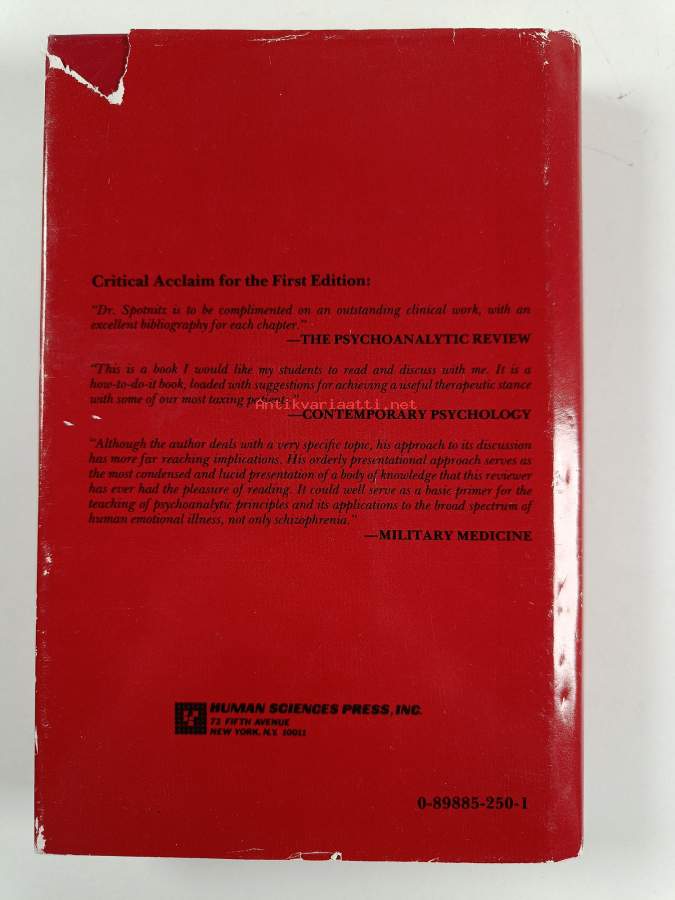 Critical Acclaim for the First Edition:
"Dr. Spotnitz is to be complimented on an outstanding clinical work, with an
excellent bibliography for each chapter."
—THE PSYCHOANALYTIC REVIEW
"This is a book I would like my students to read and discuss with me. It is a
how-to-do-it book, loaded with suggestions for achieving a useful therapeutic stance
with some of our most taxing patients."
Antikvariaatti.net
—CONTEMPORARY PSYCHOLOGY
"Although the author deals with a very specific topic, his approach to its discussion
has more far reaching implications. His orderly presentational approach serves as
the most condensed and lucid presentation of a body of knowledge that this reviewer
has ever had the pleasure of reading. It could well serve as a basic primer for the
teaching of psychoanalytic principles and its applications to the broad spectrum of
human emotional illness, not only schizophrenia."
—MILITARY MEDICINE
HUMAN SCIENCES PRESS, INC.
72 FIFTH AVENUE
NEW YORK, N.Y. 10011
0-89885-250-1